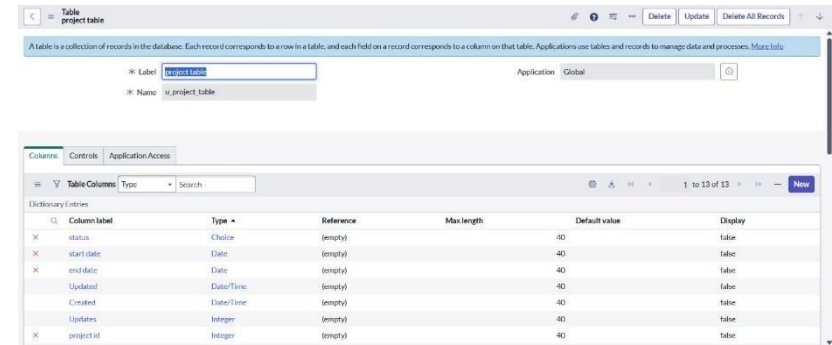 Table
project table
Delete Update Delete All Records
A table is a collection of records in the database. Each record corresponds to a row in a table, and each field on a record corresponds to a column on that table. Applications use tables and records to manage data and processes. More Info
* Label project table Application Global
* Name u_project_table
Columns Controls Application Access
Table Columns Type Search 1 to 13 of 13 New
Dictionary Entries
Column label Type Reference Max length Default value Display
status Choice (empty) 40 false
start date Date (empty) 40 false
end date Date (empty) 40 false
Updated Date/Time (empty) 40 false
Created Date/Time (empty) 40 false
Updates Integer (empty) 40 false
project id Integer (empty) 40 false